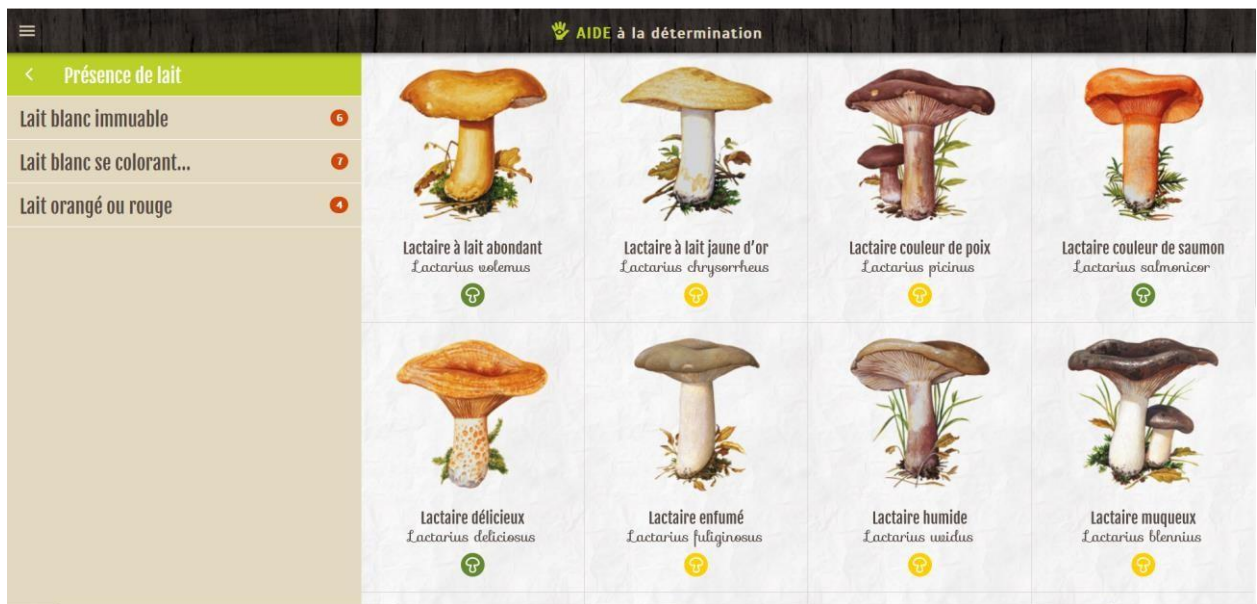 AIDE à la détermination
Présence de lait
Lait blanc immuable 6
Lait blanc se colorant... 7
Lait orangé ou rouge 4
Lactaire à lait abondant
Lactarius volemus
Lactaire à lait jaune d'or
Lactarius chrysorrheus
Lactaire couleur de poix
Lactarius picinus
Lactaire couleur de saumon
Lactarius salmonicor
Lactaire délicieux
Lactarius deliciosus
Lactaire enfumé
Lactarius fuliginosus
Lactaire humide
Lactarius uvidus
Lactaire muqueux
Lactarius blennius